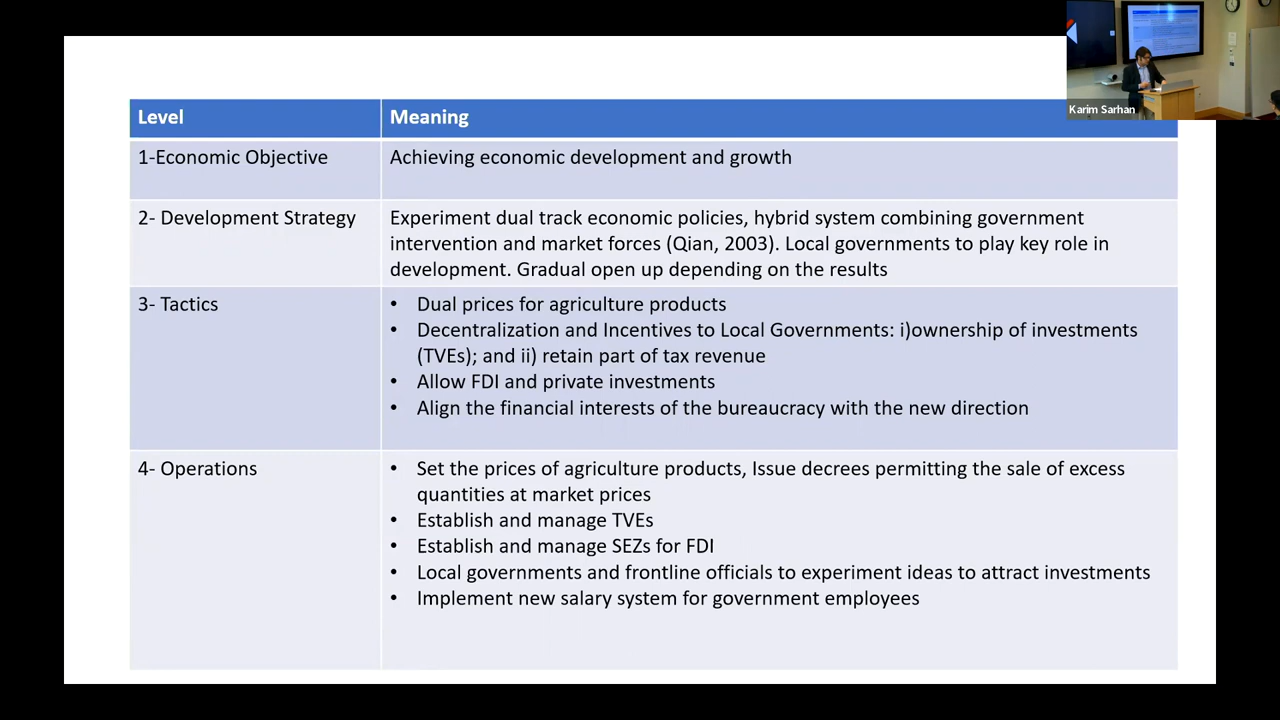 Level
Meaning
1-Economic Objective
Achieving economic development and growth
2- Development Strategy
Experiment dual track economic policies, hybrid system combining government
intervention and market forces (Qian, 2003). Local governments to play key role in
development. Gradual open up depending on the results
3- Tactics
• Dual prices for agriculture products
• Decentralization and Incentives to Local Governments: i)ownership of investments
(TVEs); and ii) retain part of tax revenue
• Allow FDI and private investments
• Align the financial interests of the bureaucracy with the new direction
4- Operations
• Set the prices of agriculture products, Issue decrees permitting the sale of excess
quantities at market prices
• Establish and manage TVEs
• Establish and manage SEZs for FDI
• Local governments and frontline officials to experiment ideas to attract investments
• Implement new salary system for government employees
Karim Sarhan